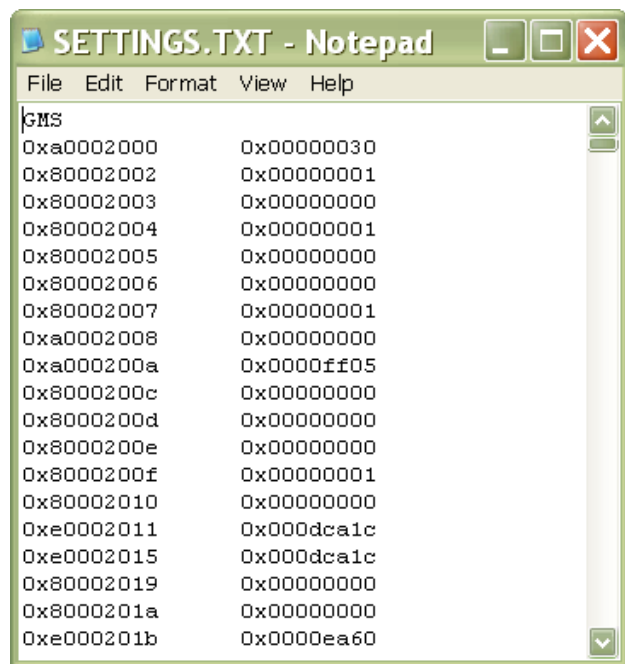 SETTINGS.TXT - Notepad
File Edit Format View Help
GMS
0xa0002000 0x00000030
0x80002002 0x00000001
0x80002003 0x00000000
0x80002004 0x00000001
0x80002005 0x00000000
0x80002006 0x00000000
0x80002007 0x00000001
0xa0002008 0x00000000
0xa000200a 0x0000ff05
0x8000200c 0x00000000
0x8000200d 0x00000000
0x8000200e 0x00000000
0x8000200f 0x00000001
0x80002010 0x00000000
0xe0002011 0x000dca1c
0xe0002015 0x000dca1c
0x80002019 0x00000000
0x8000201a 0x00000000
0xe000201b 0x0000ea60